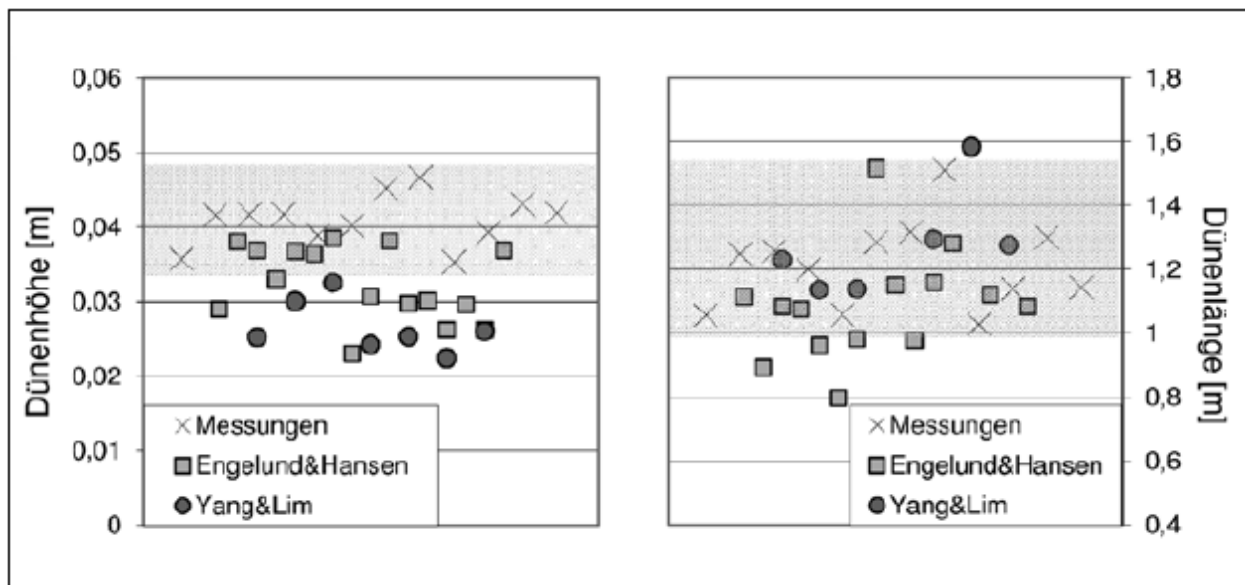 Dünenhöhe [m]
0,06
0,05
0,04
0,03
0,02
0,01
0
Messungen
Engelund&Hansen
Yang&Lim
Messungen
Engelund&Hansen
Yang&Lim
1,8
1,6
1,4
1,2
1
0,8
0,6
0,4
Dünenlänge [m]